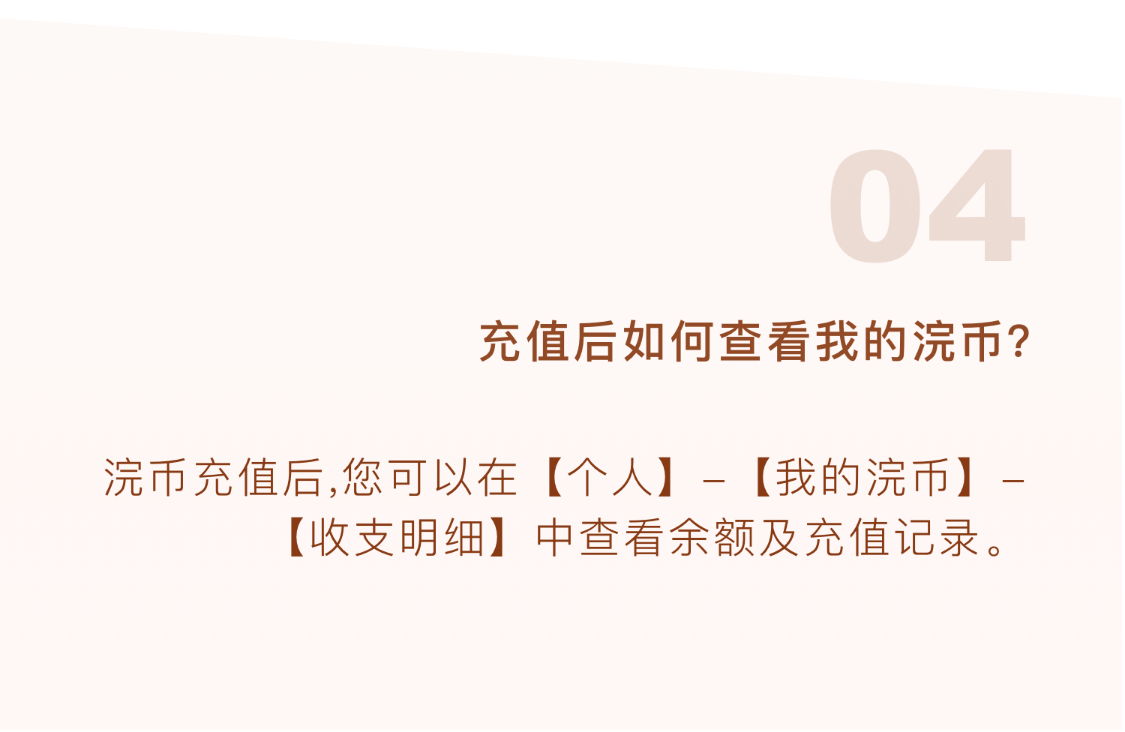 04
充值后如何查看我的浣币?
浣币充值后,您可以在【个人】–【我的浣币】–
【收支明细】中查看余额及充值记录。